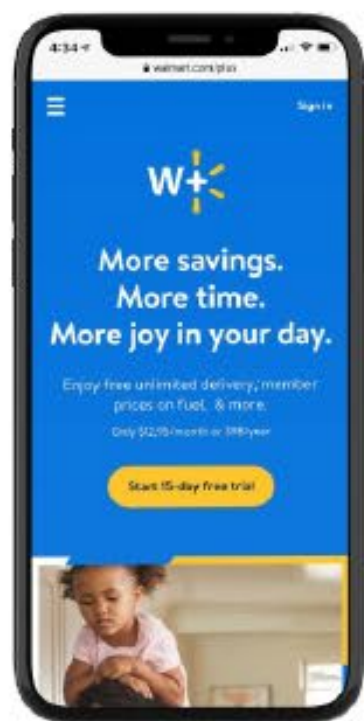 4:34
walmart.com/plus
Sign in
W+
More savings.
More time.
More joy in your day.
Enjoy free unlimited delivery, member
prices on fuel, & more.
Only $12.95/month or $98/year
Start 15-day free trial